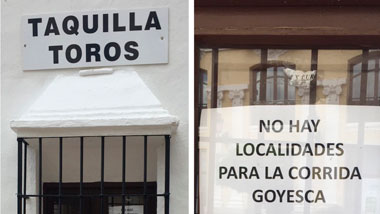 TAQUILLA
TOROS
NO HAY
LOCALIDADES
PARA LA CORRIDA
GOYESCA